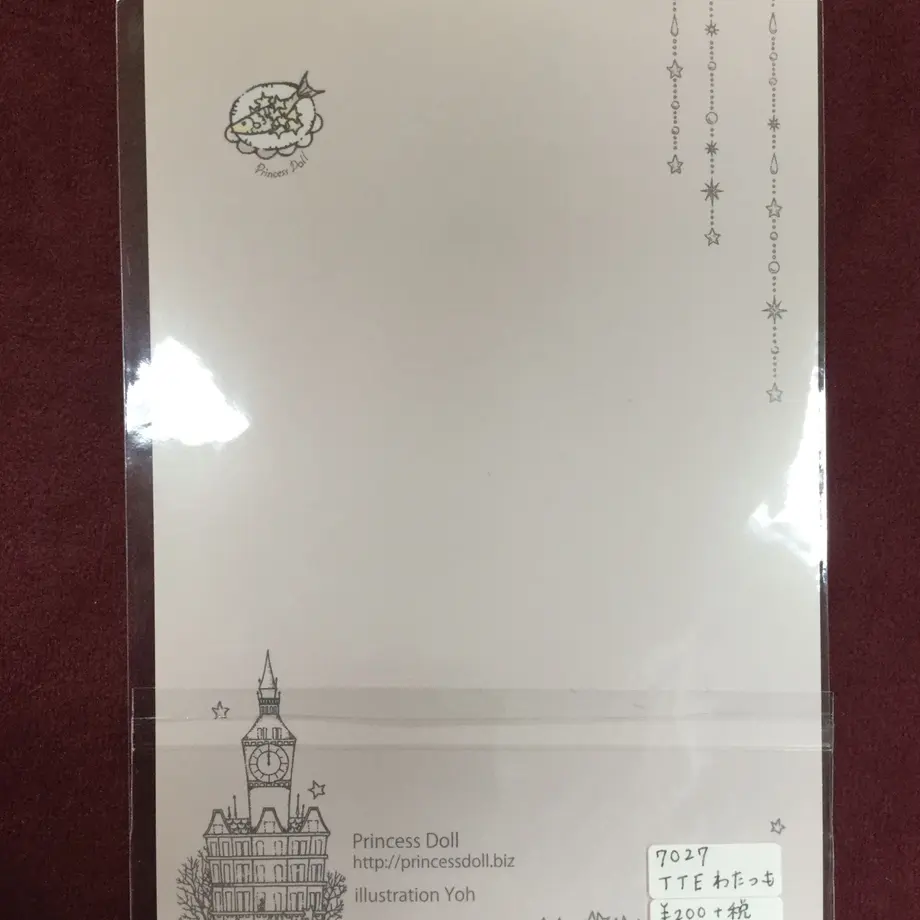 Princess Doll
Princess Doll
http://princessdoll.biz
illustration Yoh
7027
TTE わたつも
¥200+税